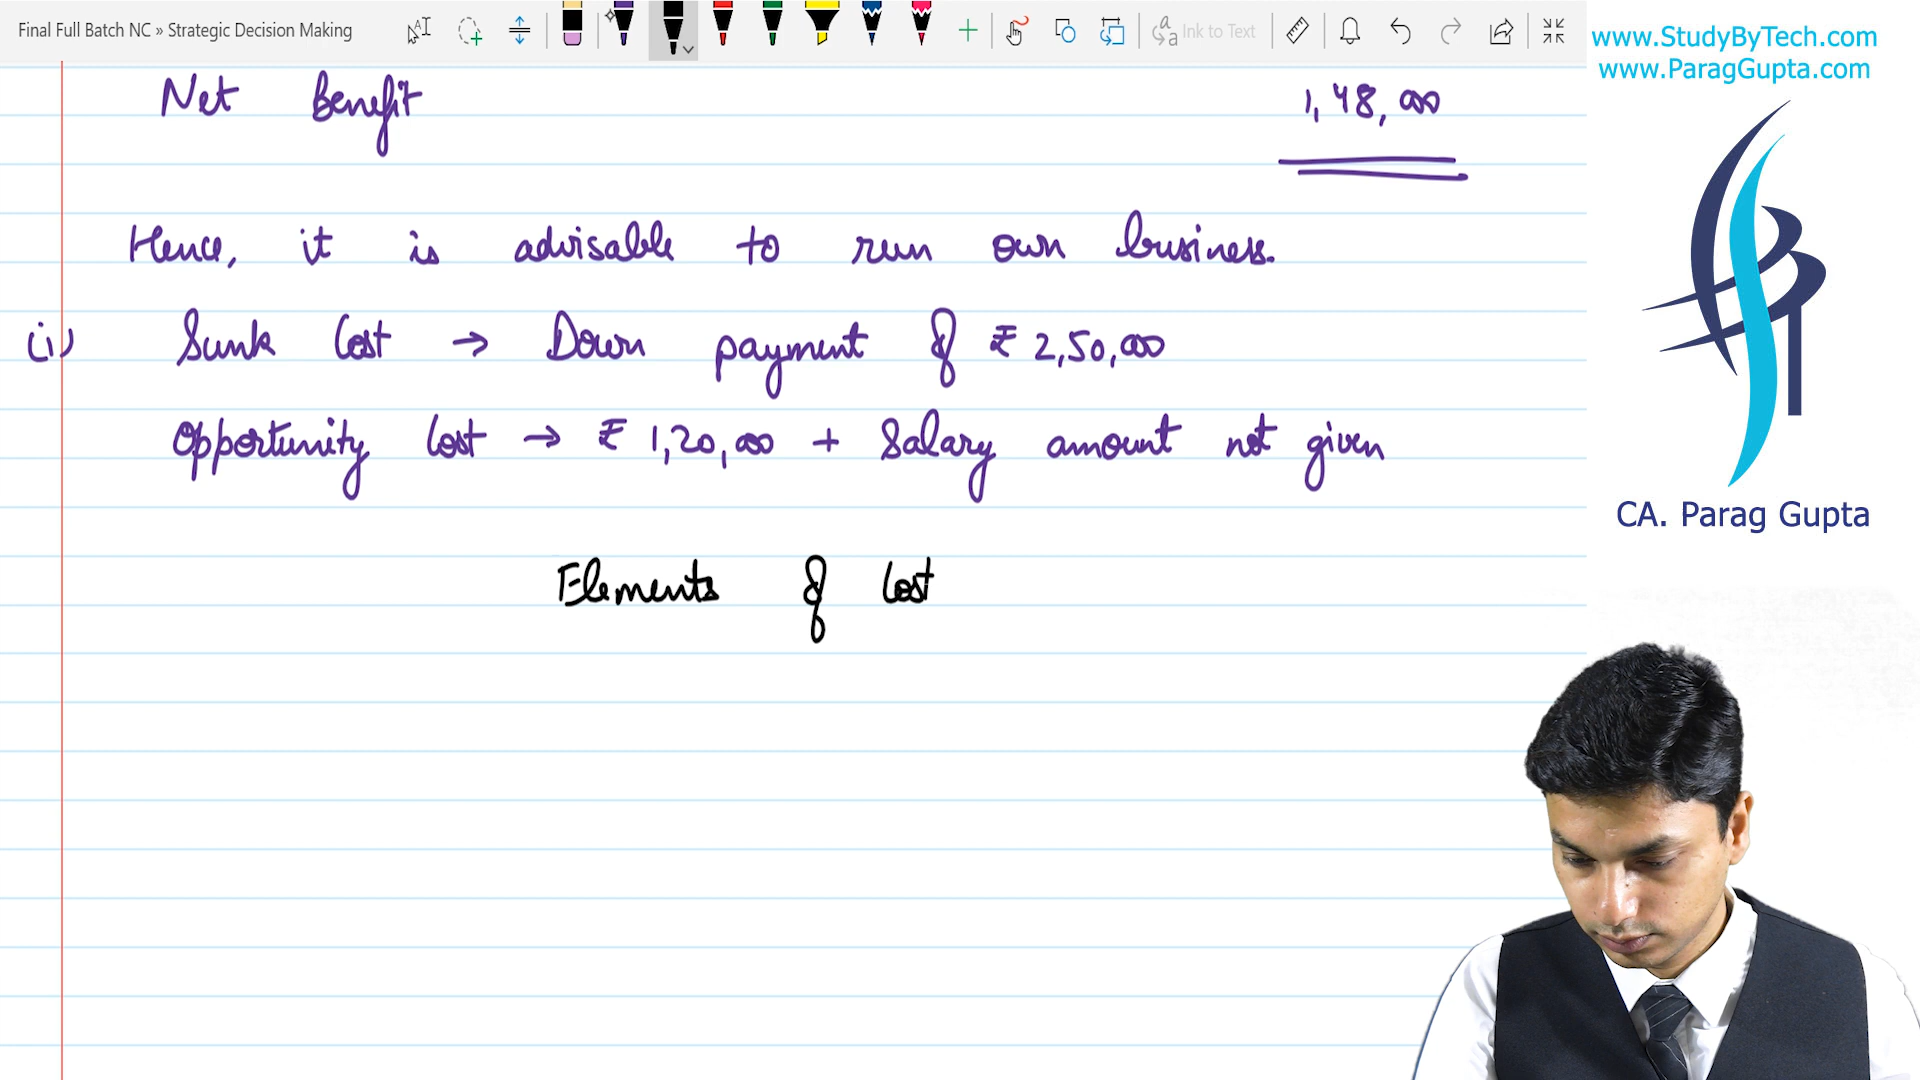 Final Full Batch NC » Strategic Decision Making
Ink to Text
www.StudyByTech.com
www.ParagGupta.com
Net Benefit 1,48,000
Hence, it is advisable to run own business.
(ii) Sunk Cost → Down payment of ₹ 2,50,000
Opportunity Cost → ₹ 1,20,000 + Salary amount not given
CA. Parag Gupta
Elements of Cost